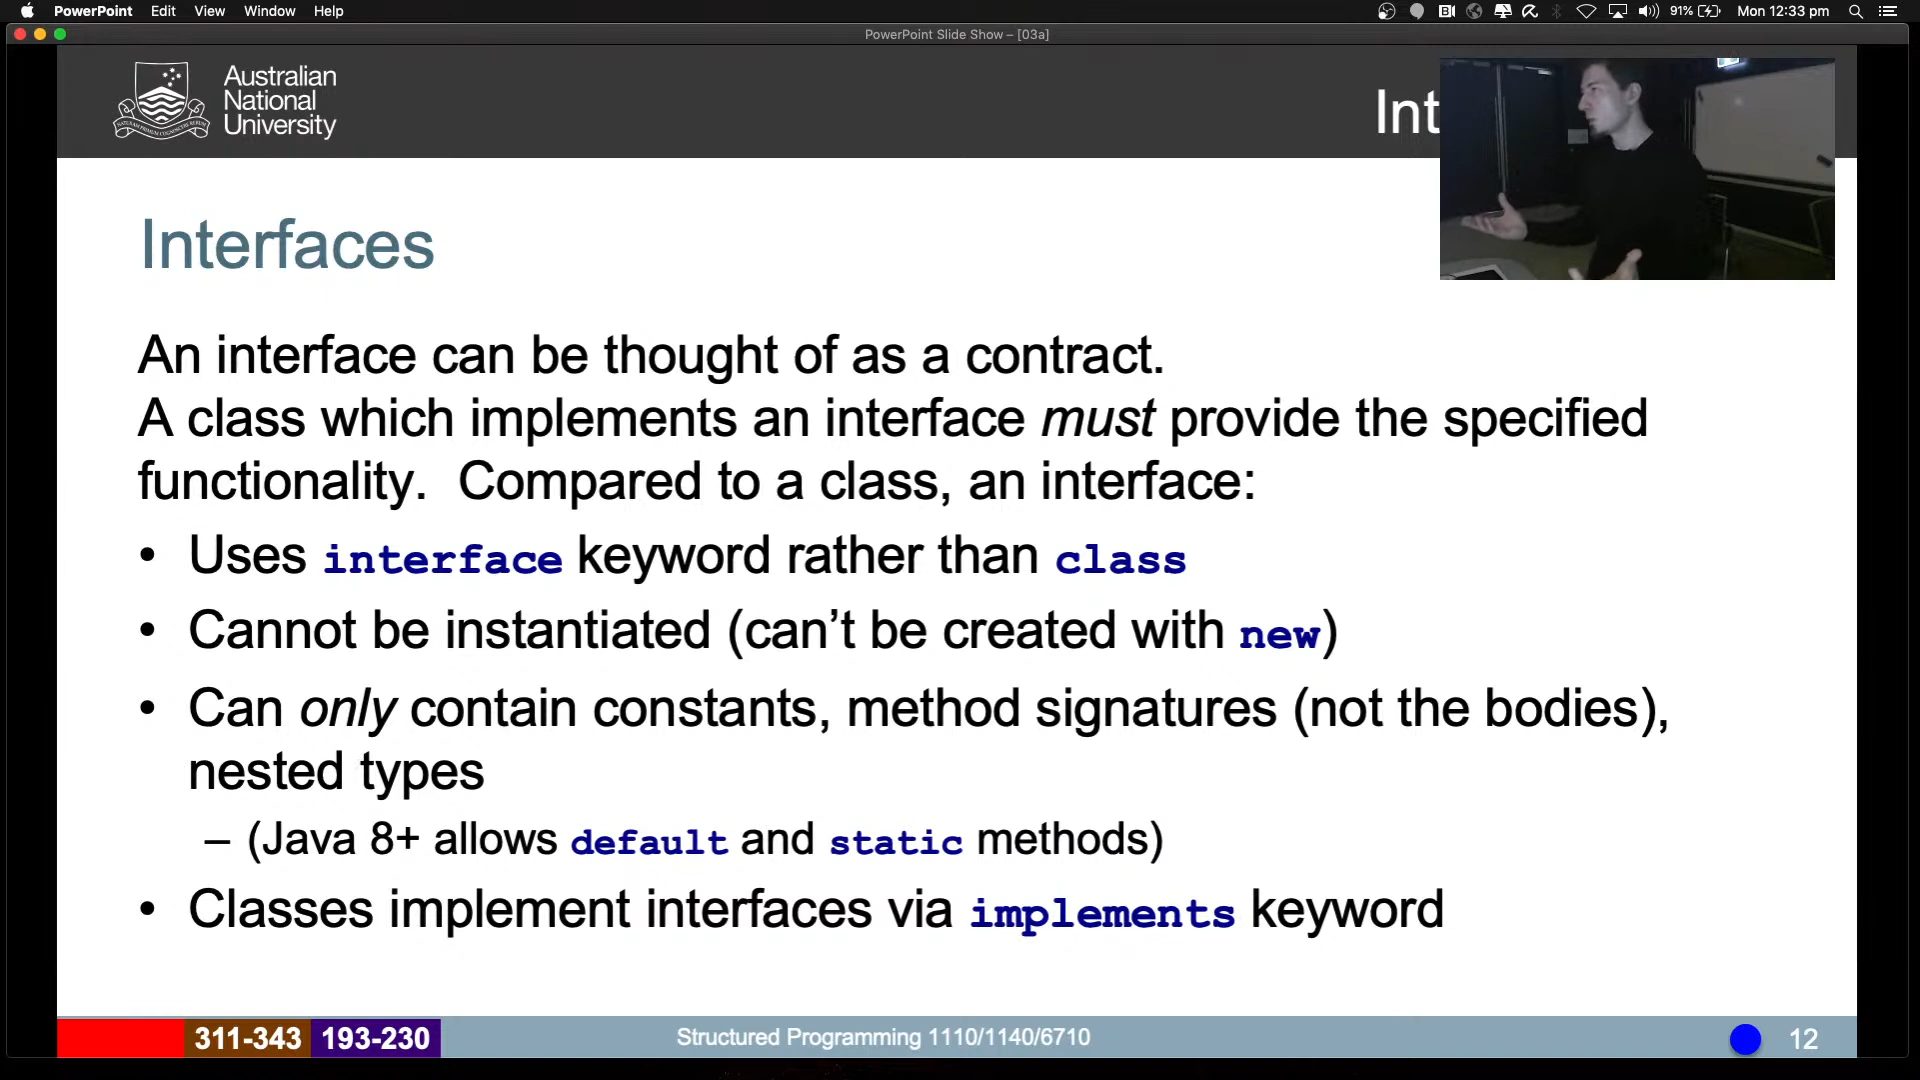 PowerPoint Edit View Window Help
91% Mon 12:33 pm
PowerPoint Slide Show – [03a]
Australian
National
University
Int
Interfaces
An interface can be thought of as a contract.
A class which implements an interface must provide the specified
functionality. Compared to a class, an interface:
• Uses interface keyword rather than class
• Cannot be instantiated (can’t be created with new)
• Can only contain constants, method signatures (not the bodies),
nested types
– (Java 8+ allows default and static methods)
• Classes implement interfaces via implements keyword
311-343 193-230 Structured Programming 1110/1140/6710 12